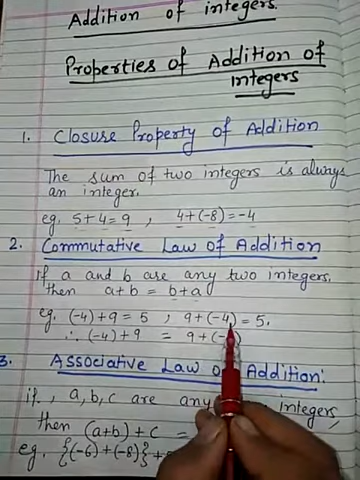 Addition of integers.
Properties of Addition of
Integers
1. Closure Property of Addition
The sum of two integers is always
an integer.
eg. 5+4=9 , 4+(-8)=-4
2. Commutative Law of Addition
if a and b are any two integers.
then a+b = b+a
eg. (-4)+9 = 5 ; 9+(-4) = 5.
∴ (-4)+9 = 9+(-
3. Associative Law of Addition:
if, a,b,c are any integers,
then (a+b) + c =
eg. {(-6)+(-8)}+